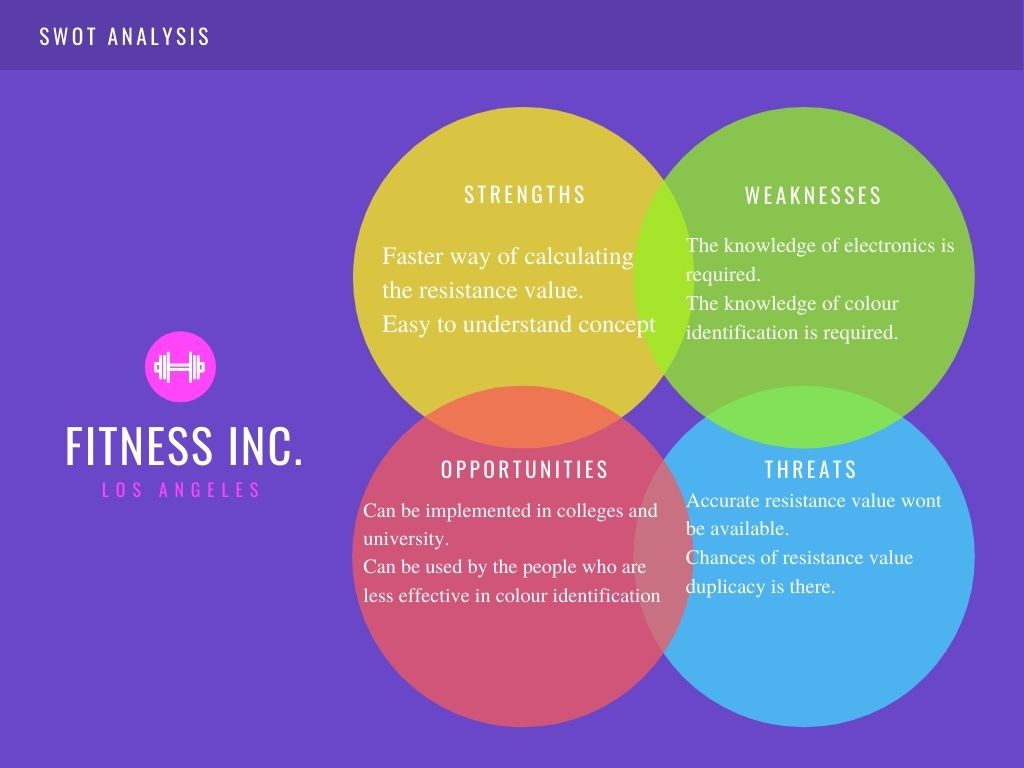 SWOT ANALYSIS
STRENGTHS
Faster way of calculating
the resistance value.
Easy to understand concept
WEAKNESSES
The knowledge of electronics is
required.
The knowledge of colour
identification is required.
FITNESS INC.
LOS ANGELES
OPPORTUNITIES
Can be implemented in colleges and
university.
Can be used by the people who are
less effective in colour identification
THREATS
Accurate resistance value wont
be available.
Chances of resistance value
duplicacy is there.